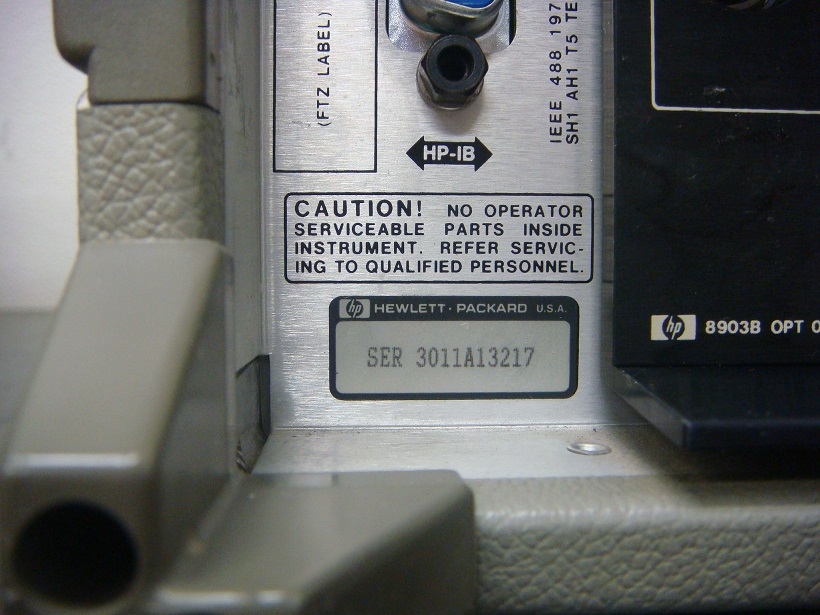 (FTZ LABEL)
IEEE 488 197
SH1 AH1 T5 TE
HP-IB
CAUTION! NO OPERATOR
SERVICEABLE PARTS INSIDE
INSTRUMENT. REFER SERVIC-
ING TO QUALIFIED PERSONNEL.
hp HEWLETT·PACKARD U.S.A.
SER 3011A13217
hp 8903B OPT 0